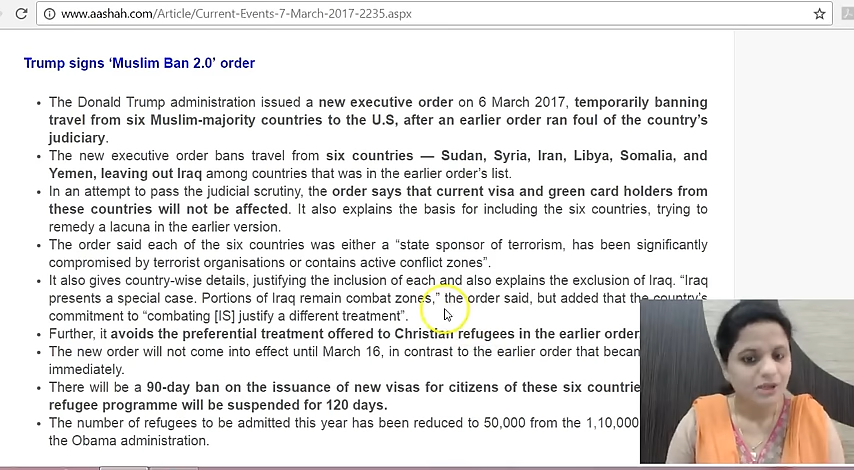 www.aashah.com/Article/Current-Events-7-March-2017-2235.aspx
Trump signs ‘Muslim Ban 2.0’ order
• The Donald Trump administration issued a new executive order on 6 March 2017, temporarily banning
travel from six Muslim-majority countries to the U.S, after an earlier order ran foul of the country’s
judiciary.
• The new executive order bans travel from six countries — Sudan, Syria, Iran, Libya, Somalia, and
Yemen, leaving out Iraq among countries that was in the earlier order’s list.
• In an attempt to pass the judicial scrutiny, the order says that current visa and green card holders from
these countries will not be affected. It also explains the basis for including the six countries, trying to
remedy a lacuna in the earlier version.
• The order said each of the six countries was either a “state sponsor of terrorism, has been significantly
compromised by terrorist organisations or contains active conflict zones”.
• It also gives country-wise details, justifying the inclusion of each and also explains the exclusion of Iraq. “Iraq
presents a special case. Portions of Iraq remain combat zones,” the order said, but added that the country’s
commitment to “combating [IS] justify a different treatment”.
• Further, it avoids the preferential treatment offered to Christian refugees in the earlier order.
• The new order will not come into effect until March 16, in contrast to the earlier order that becam
immediately.
• There will be a 90-day ban on the issuance of new visas for citizens of these six countrie
refugee programme will be suspended for 120 days.
• The number of refugees to be admitted this year has been reduced to 50,000 from the 1,10,000
the Obama administration.